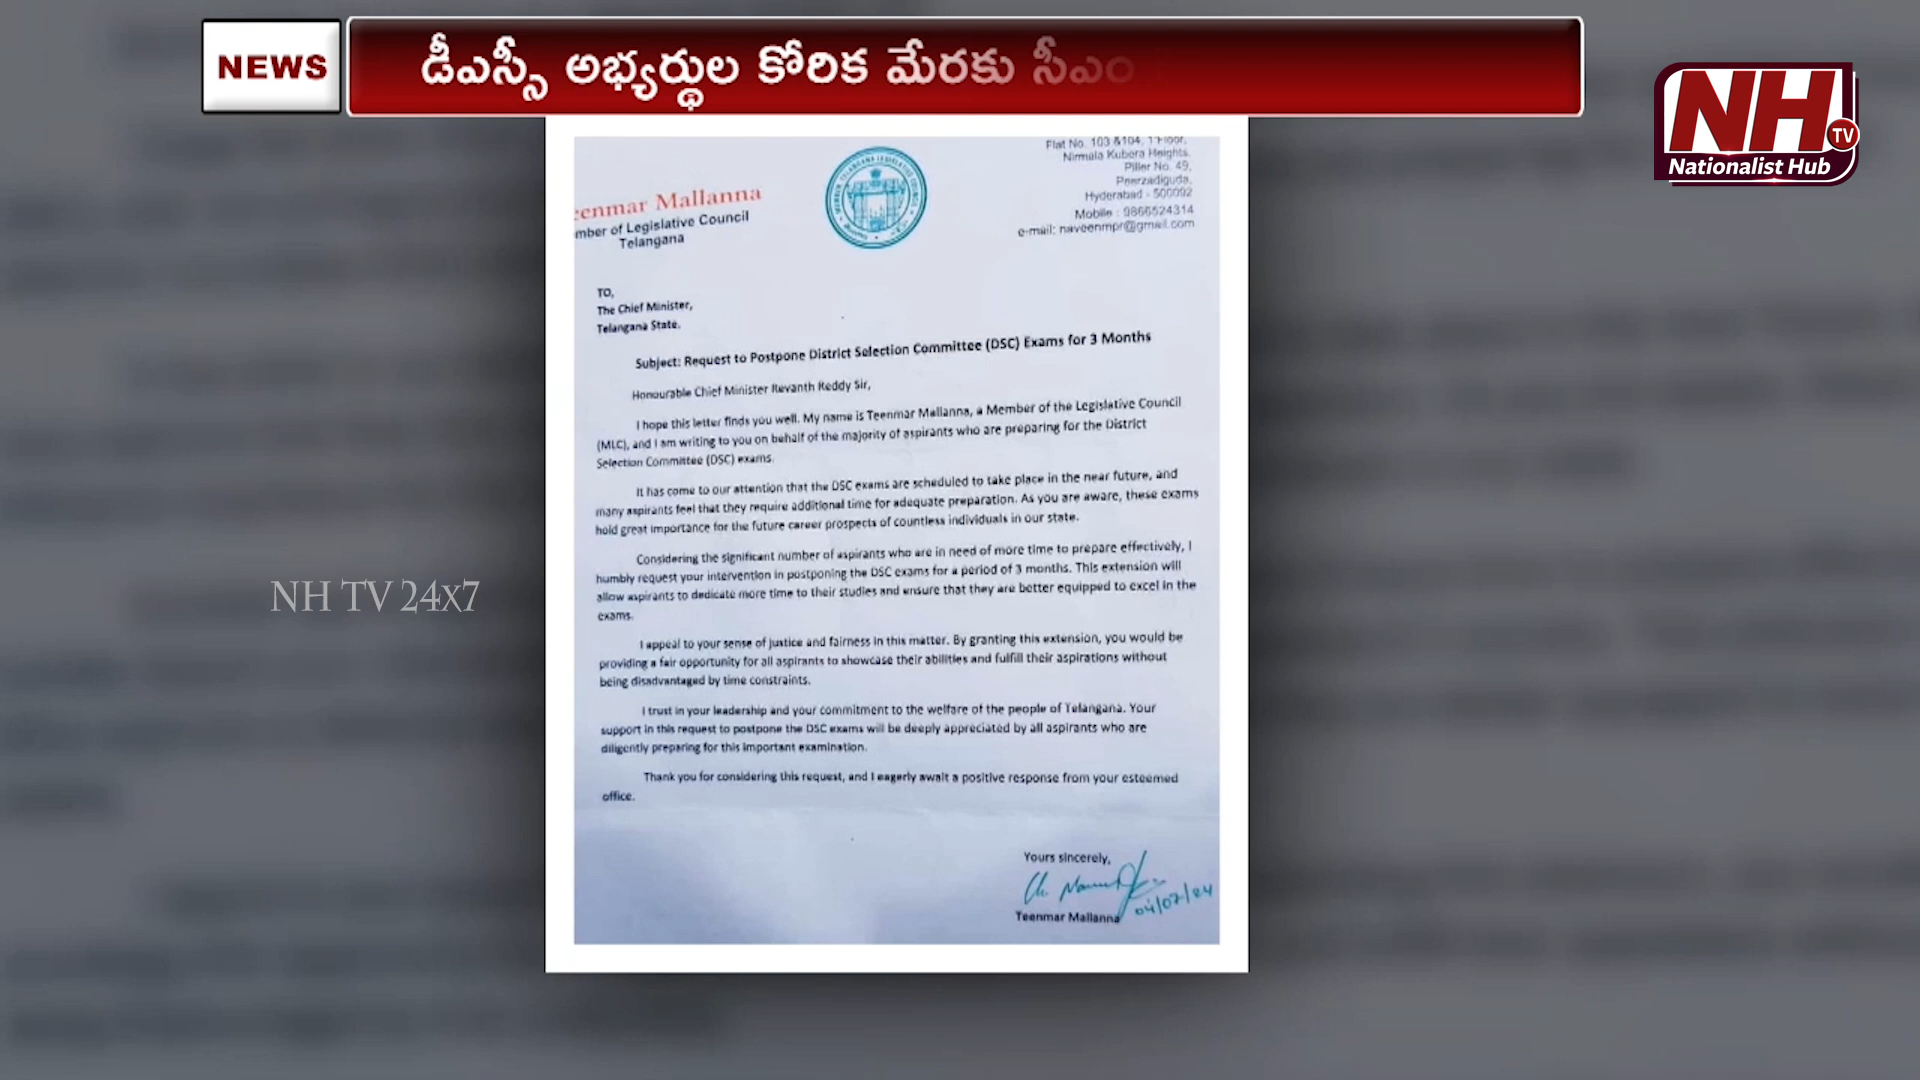 NEWS
డీఎస్సీ అభ్యర్థుల కోరిక మేరకు సీఎం
NH
TV
Nationalist Hub
Flat No. 103 &104, 1 Floor,
Nirmala Kubera Heights,
Piller No. 49,
Peerzadiguda,
Hyderabad - 500092
Mobile : 9866524314
e-mail: naveenmpr@gmail.com
eenmar Mallanna
mber of Legislative Council
Telangana
TO,
The Chief Minister,
Telangana State.
Subject: Request to Postpone District Selection Committee (DSC) Exams for 3 Months
Honourable Chief Minister Revanth Reddy Sir,
I hope this letter finds you well. My name is Teenmar Mallanna, a Member of the Legislative Council
(MLC), and I am writing to you on behalf of the majority of aspirants who are preparing for the District
Selection Committee (DSC) exams.
It has come to our attention that the DSC exams are scheduled to take place in the near future, and
many aspirants feel that they require additional time for adequate preparation. As you are aware, these exams
hold great importance for the future career prospects of countless individuals in our state.
Considering the significant number of aspirants who are in need of more time to prepare effectively, I
humbly request your intervention in postponing the DSC exams for a period of 3 months. This extension will
allow aspirants to dedicate more time to their studies and ensure that they are better equipped to excel in the
exams.
I appeal to your sense of justice and fairness in this matter. By granting this extension, you would be
providing a fair opportunity for all aspirants to showcase their abilities and fulfill their aspirations without
being disadvantaged by time constraints.
I trust in your leadership and your commitment to the welfare of the people of Telangana. Your
support in this request to postpone the DSC exams will be deeply appreciated by all aspirants who are
diligently preparing for this important examination.
Thank you for considering this request, and I eagerly await a positive response from your esteemed
office.
Yours sincerely,
04/07/24
Teenmar Mallanna
NH TV 24x7